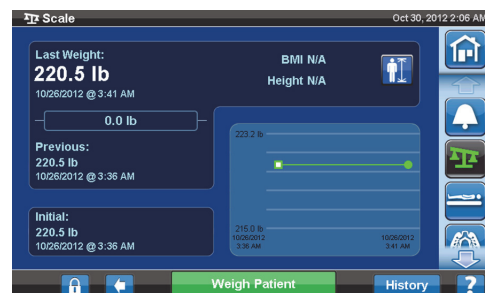 Scale
Oct 30, 2012 2:06 AM
Last Weight:
220.5 lb
10/26/2012 @ 3:41 AM
BMI N/A
Height N/A
0.0 lb
Previous:
220.5 lb
10/26/2012 @ 3:36 AM
Initial:
220.5 lb
10/26/2012 @ 3:36 AM
223.2 lb
215.0 lb
10/26/2012
3:36 AM
10/26/2012
3:41 AM
Weigh Patient
History
?